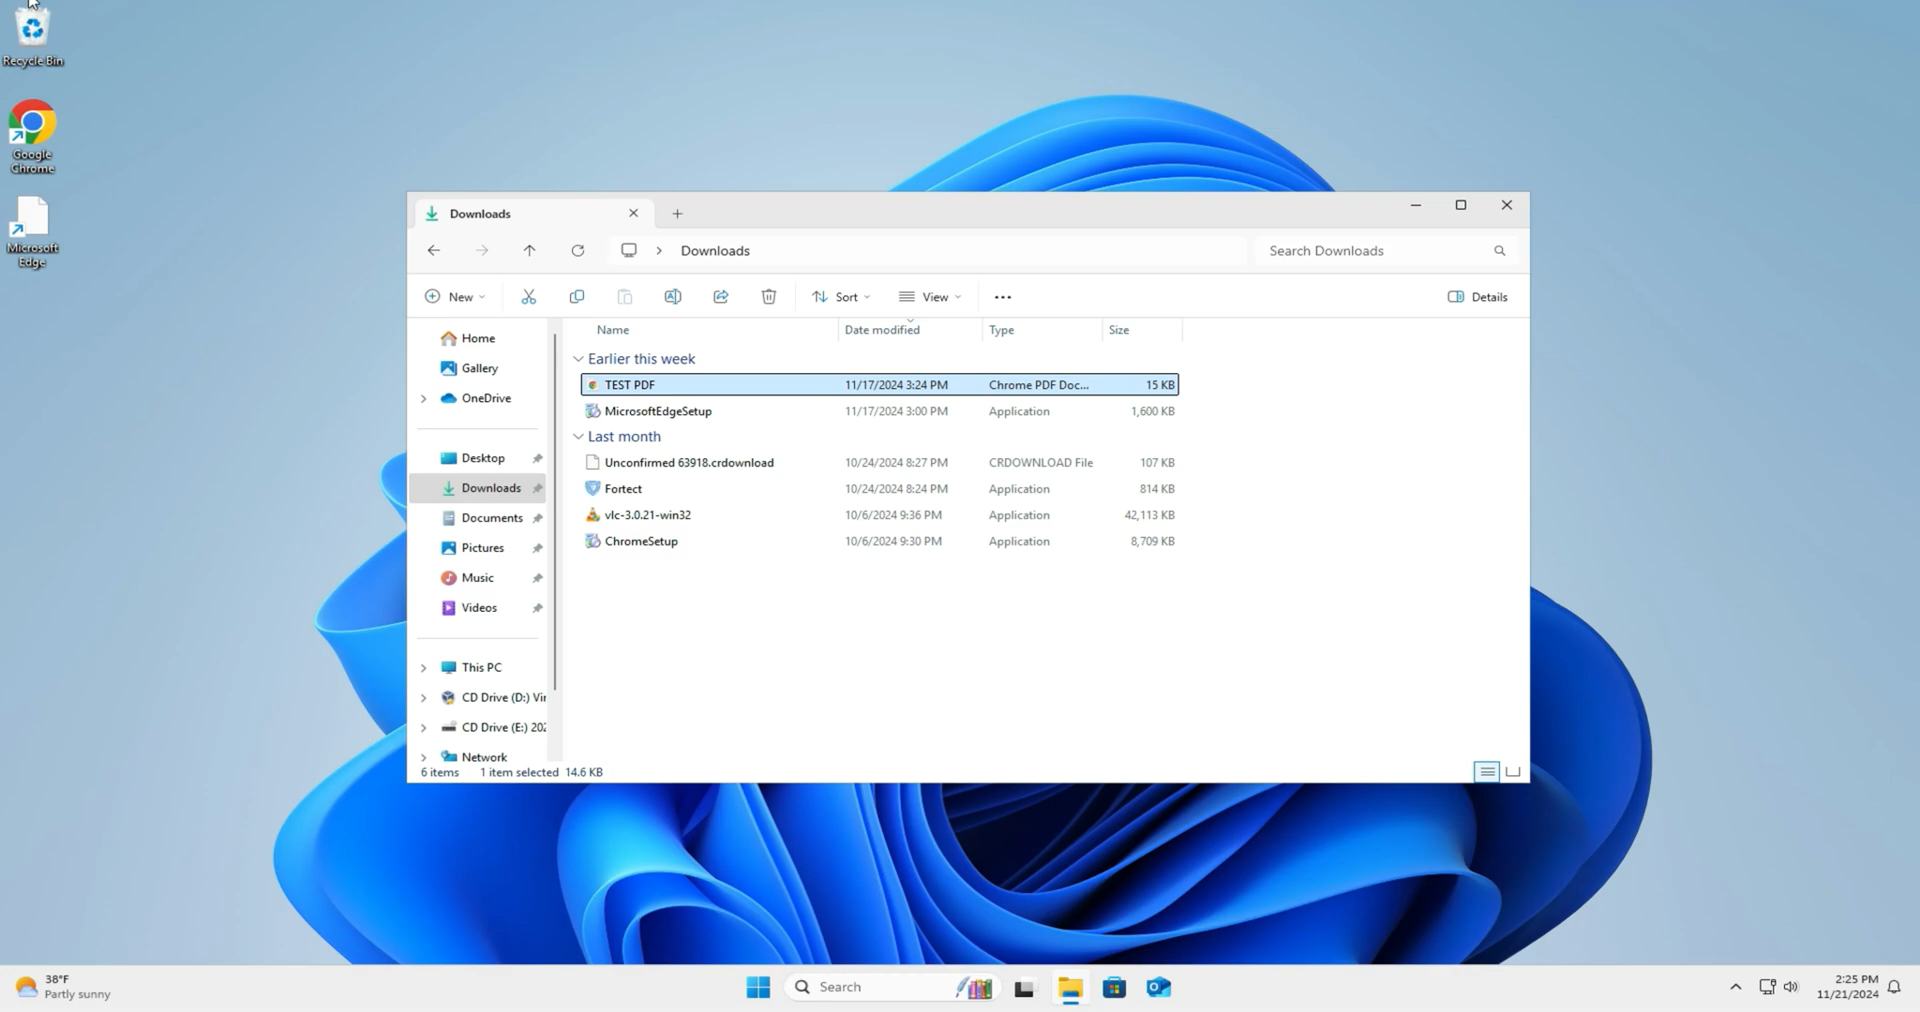 Recycle Bin
Google
Chrome
Microsoft
Edge
Downloads
Downloads
Search Downloads
New
Sort
View
Details
Home
Gallery
OneDrive
Desktop
Downloads
Documents
Pictures
Music
Videos
This PC
CD Drive (D:) Vir
CD Drive (E:) 202
Network
Name Date modified Type Size
Earlier this week
TEST PDF 11/17/2024 3:24 PM Chrome PDF Doc... 15 KB
MicrosoftEdgeSetup 11/17/2024 3:00 PM Application 1,600 KB
Last month
Unconfirmed 63918.crdownload 10/24/2024 8:27 PM CRDOWNLOAD File 107 KB
Fortect 10/24/2024 8:24 PM Application 814 KB
vlc-3.0.21-win32 10/6/2024 9:36 PM Application 42,113 KB
ChromeSetup 10/6/2024 9:30 PM Application 8,709 KB
6 items 1 item selected 14.6 KB
38°F
Partly sunny
Search
2:25 PM
11/21/2024